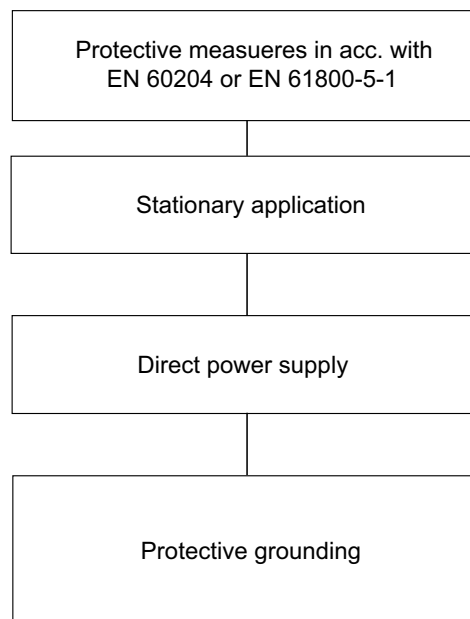 Protective measueres in acc. with
EN 60204 or EN 61800-5-1
Stationary application
Direct power supply
Protective grounding